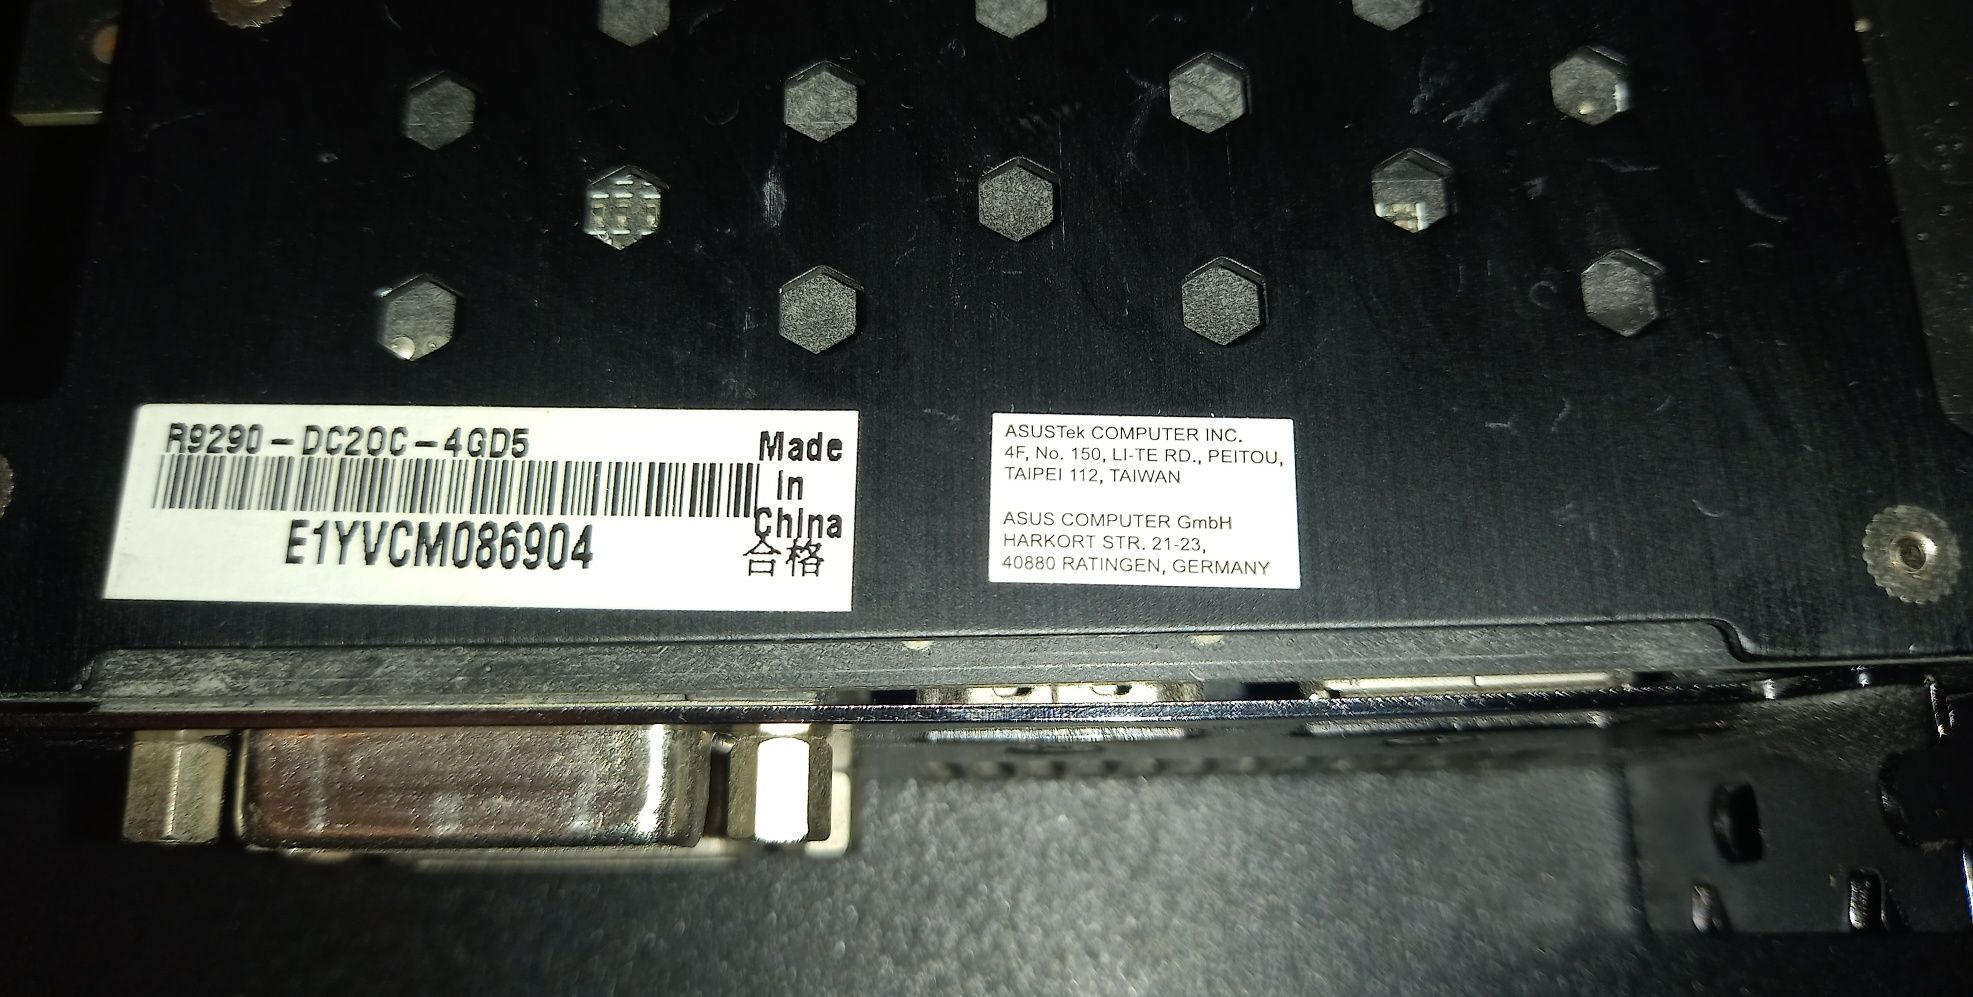 R9290-DC2OC-4GD5
Made
in
China
合格
E1YVCM086904
ASUSTek COMPUTER INC.
4F, No. 150, LI-TE RD., PEITOU,
TAIPEI 112, TAIWAN
ASUS COMPUTER GmbH
HARKORT STR. 21-23,
40880 RATINGEN, GERMANY